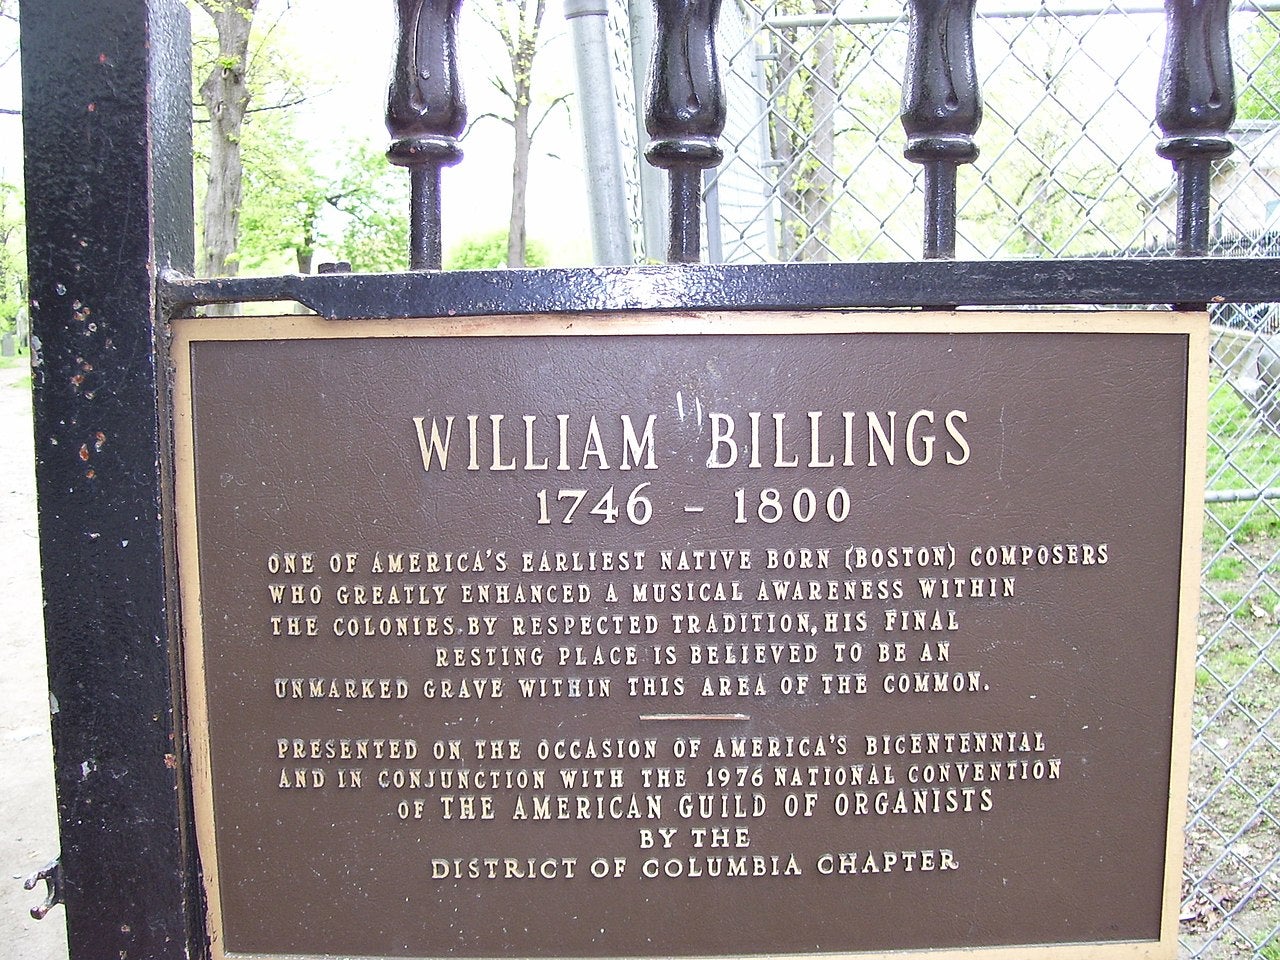 WILLIAM BILLINGS
1746 - 1800
ONE OF AMERICA'S EARLIEST NATIVE BORN (BOSTON) COMPOSERS
WHO GREATLY ENHANCED A MUSICAL AWARENESS WITHIN
THE COLONIES. BY RESPECTED TRADITION, HIS FINAL
RESTING PLACE IS BELIEVED TO BE AN
UNMARKED GRAVE WITHIN THIS AREA OF THE COMMON.
PRESENTED ON THE OCCASION OF AMERICA'S BICENTENNIAL
AND IN CONJUNCTION WITH THE 1976 NATIONAL CONVENTION
OF THE AMERICAN GUILD OF ORGANISTS
BY THE
DISTRICT OF COLUMBIA CHAPTER